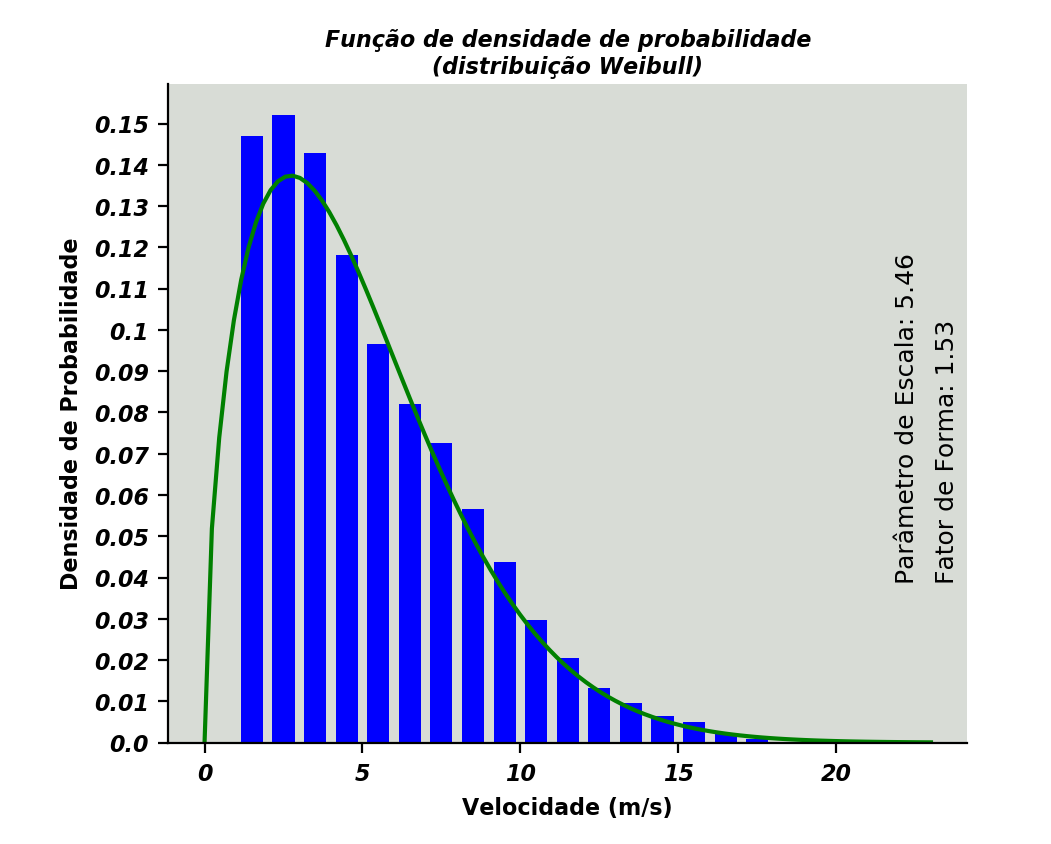 Função de densidade de probabilidade
(distribuição Weibull)
Densidade de Probabilidade
0.15
0.14
0.13
0.12
0.11
0.1
0.09
0.08
0.07
0.06
0.05
0.04
0.03
0.02
0.01
0.0
Parâmetro de Escala: 5.46
Fator de Forma: 1.53
0 5 10 15 20
Velocidade (m/s)